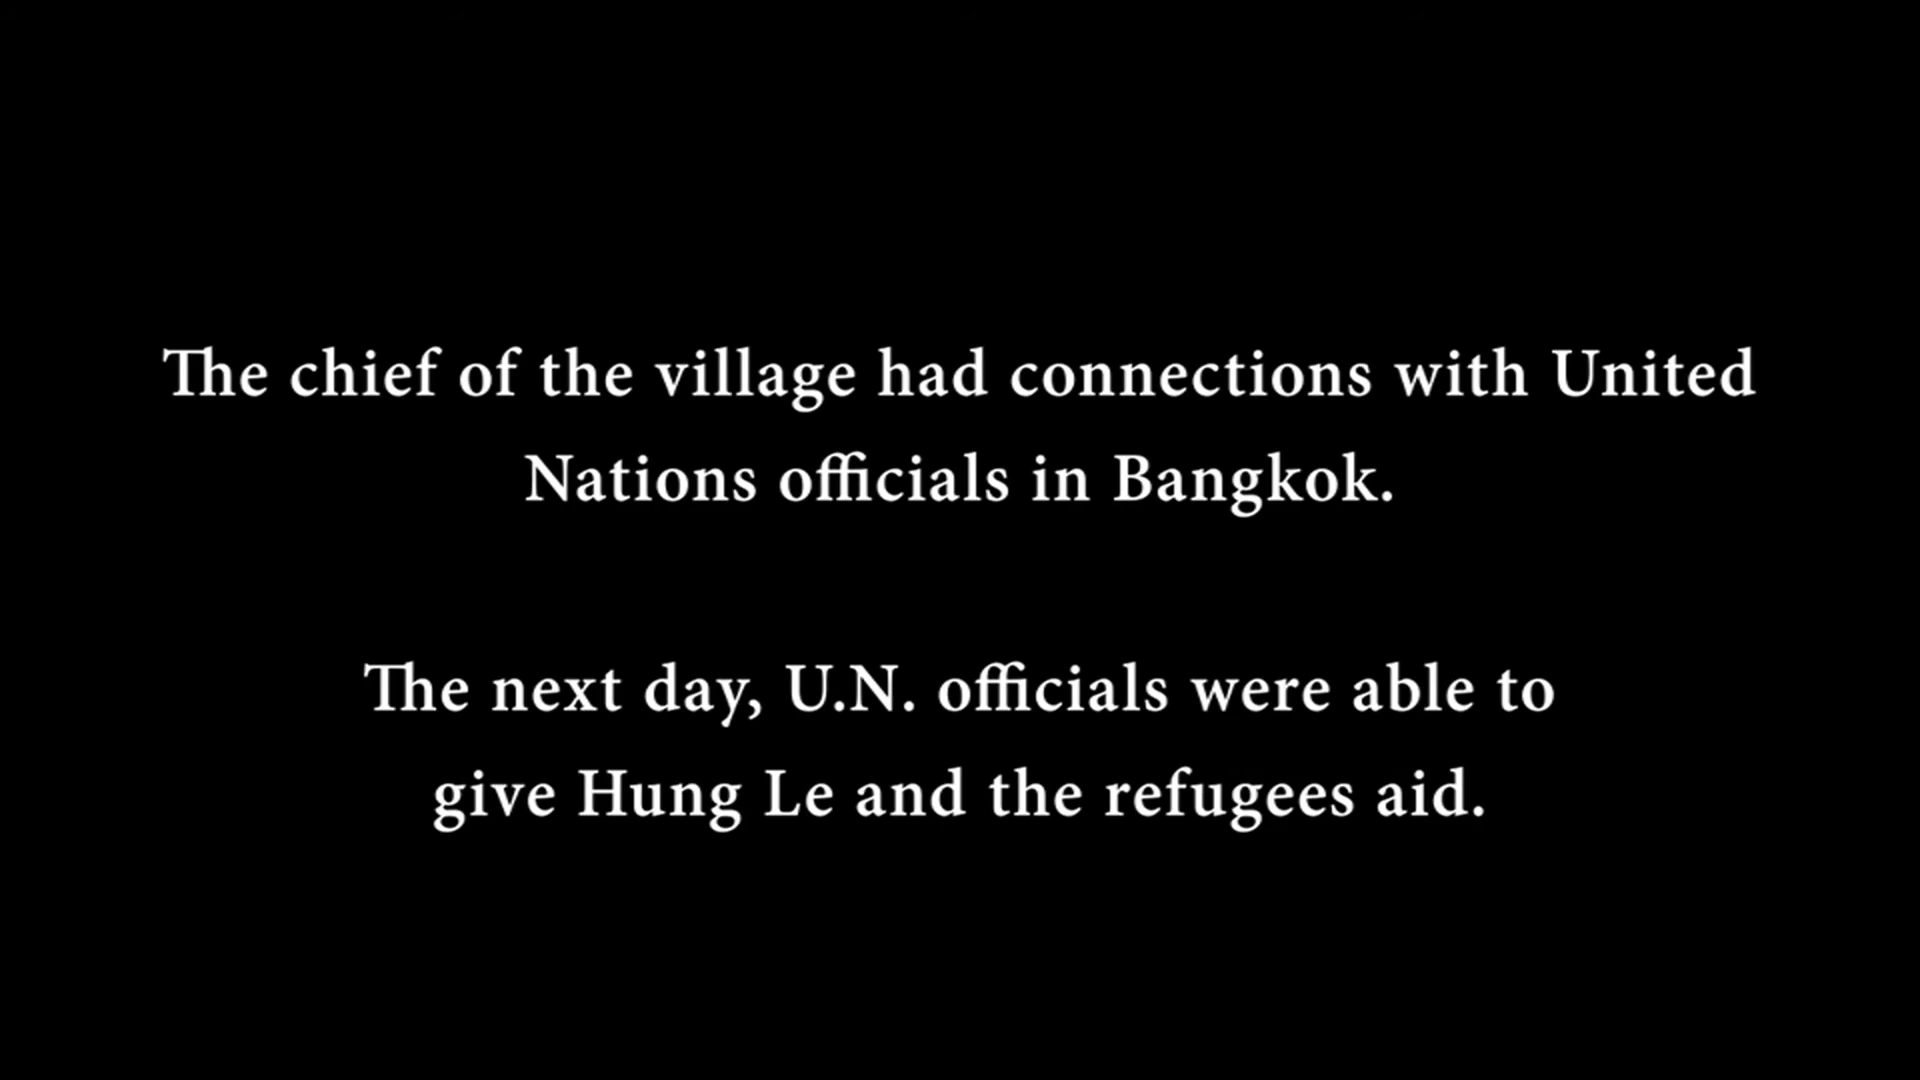 The chief of the village had connections with United
Nations officials in Bangkok.
The next day, U.N. officials were able to
give Hung Le and the refugees aid.